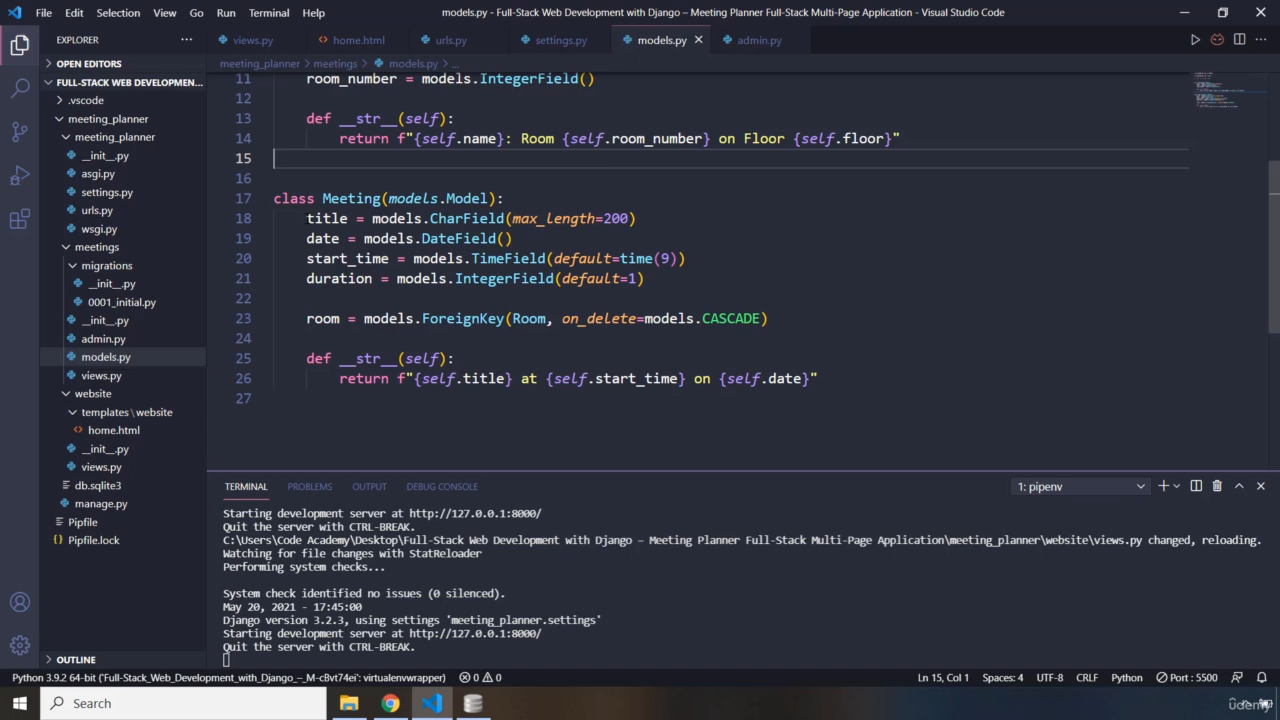 File Edit Selection View Go Run Terminal Help
models.py - Full-Stack Web Development with Django – Meeting Planner Full-Stack Multi-Page Application - Visual Studio Code
EXPLORER
OPEN EDITORS
FULL-STACK WEB DEVELOPMEN...
.vscode
meeting_planner
meeting_planner
__init__.py
asgi.py
settings.py
urls.py
wsgi.py
meetings
migrations
__init__.py
0001_initial.py
__init__.py
admin.py
models.py
views.py
website
templates\website
home.html
__init__.py
views.py
db.sqlite3
manage.py
Pipfile
Pipfile.lock
OUTLINE
views.py home.html urls.py settings.py models.py admin.py
meeting_planner > meetings > models.py > ...
11 room_number = models.IntegerField()
12
13 def __str__(self):
14 return f"{self.name}: Room {self.room_number} on Floor {self.floor}"
15
16
17 class Meeting(models.Model):
18 title = models.CharField(max_length=200)
19 date = models.DateField()
20 start_time = models.TimeField(default=time(9))
21 duration = models.IntegerField(default=1)
22
23 room = models.ForeignKey(Room, on_delete=models.CASCADE)
24
25 def __str__(self):
26 return f"{self.title} at {self.start_time} on {self.date}"
27
TERMINAL PROBLEMS OUTPUT DEBUG CONSOLE
1: pipenv
Starting development server at http://127.0.0.1:8000/
Quit the server with CTRL-BREAK.
C:\Users\Code Academy\Desktop\Full-Stack Web Development with Django – Meeting Planner Full-Stack Multi-Page Application\meeting_planner\website\views.py changed, reloading.
Watching for file changes with StatReloader
Performing system checks...
System check identified no issues (0 silenced).
May 20, 2021 - 17:45:00
Django version 3.2.3, using settings 'meeting_planner.settings'
Starting development server at http://127.0.0.1:8000/
Quit the server with CTRL-BREAK.
Python 3.9.2 64-bit ('Full-Stack_Web_Development_with_Django_–_M-cBvt74ei': virtualenvwrapper) 0 0 Ln 15, Col 1 Spaces: 4 UTF-8 CRLF Python Port : 5500
Search
udemy